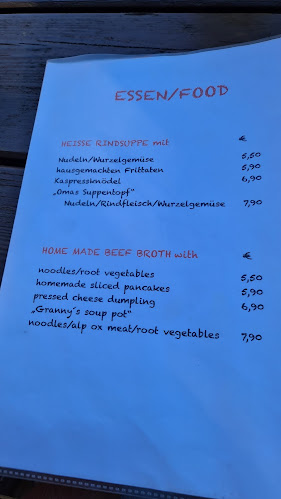 ESSEN/FOOD
HEISSE RINDSUPPE mit €
Nudeln/Wurzelgemüse 5,50
hausgemachten Frittaten 5,90
Kaspressknödel 6,90
„Omas Suppentopf"
Nudeln/Rindfleisch/Wurzelgemüse 7,90
HOME MADE BEEF BROTH with €
noodles/root vegetables 5,50
homemade sliced pancakes 5,90
pressed cheese dumpling 6,90
„Granny´s soup pot"
noodles/alp ox meat/root vegetables 7,90